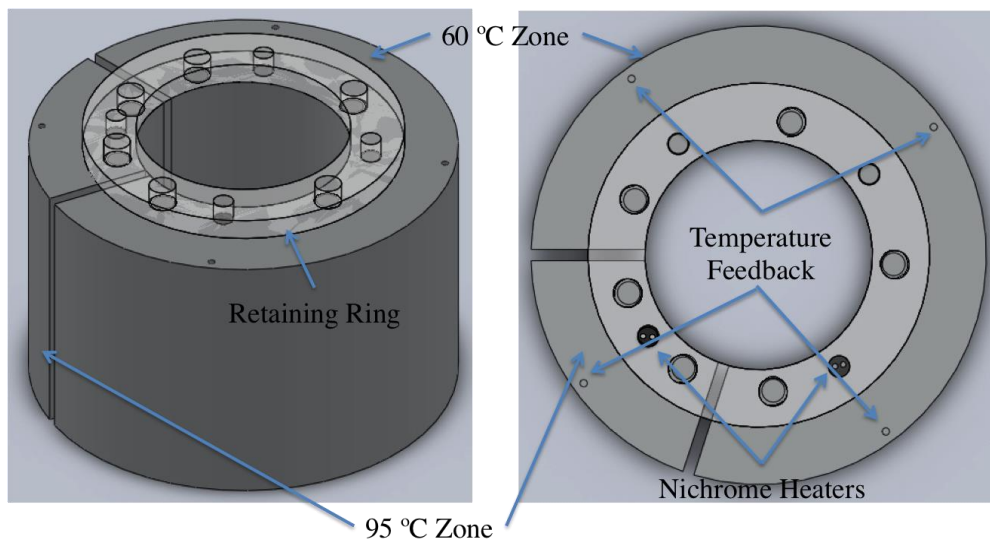 60 ºC Zone
Temperature
Feedback
Retaining Ring
Nichrome Heaters
95 ºC Zone